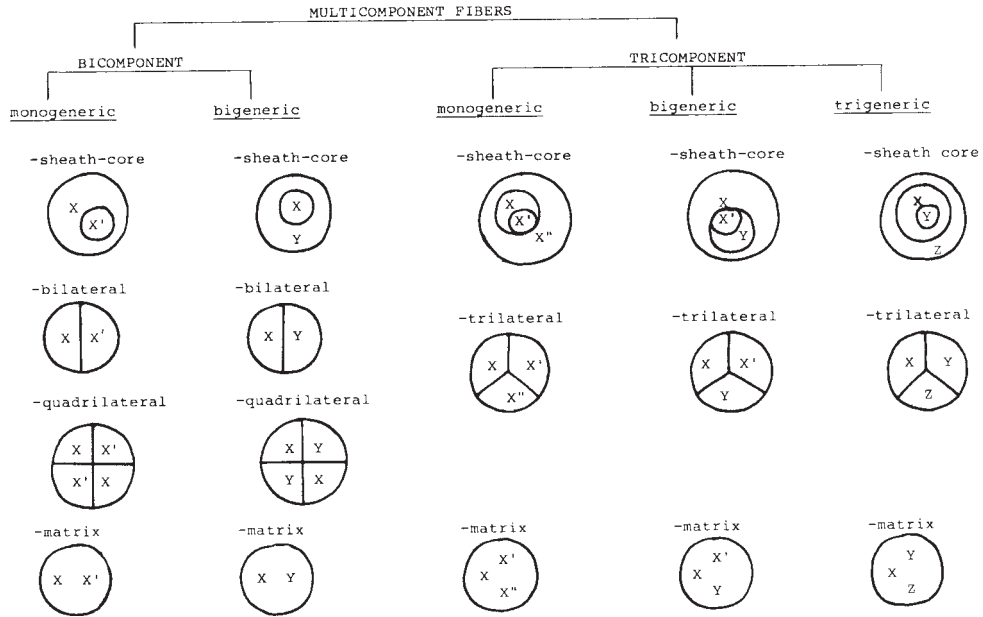 MULTICOMPONENT FIBERS
BICOMPONENT
TRICOMPONENT
monogeneric
bigeneric
monogeneric
bigeneric
trigeneric
-sheath-core
-sheath-core
-sheath-core
-sheath-core
-sheath core
X
X'
X
Y
X
X'
X"
X
X'
Y
X
Y
Z
-bilateral
-bilateral
-trilateral
-trilateral
-trilateral
X X'
X Y
X X'
X"
X X'
Y
X Y
Z
-quadrilateral
-quadrilateral
X X'
X' X
X Y
Y X
-matrix
-matrix
-matrix
-matrix
-matrix
X X'
X Y
X'
X
X"
X'
X
Y
Y
X
Z